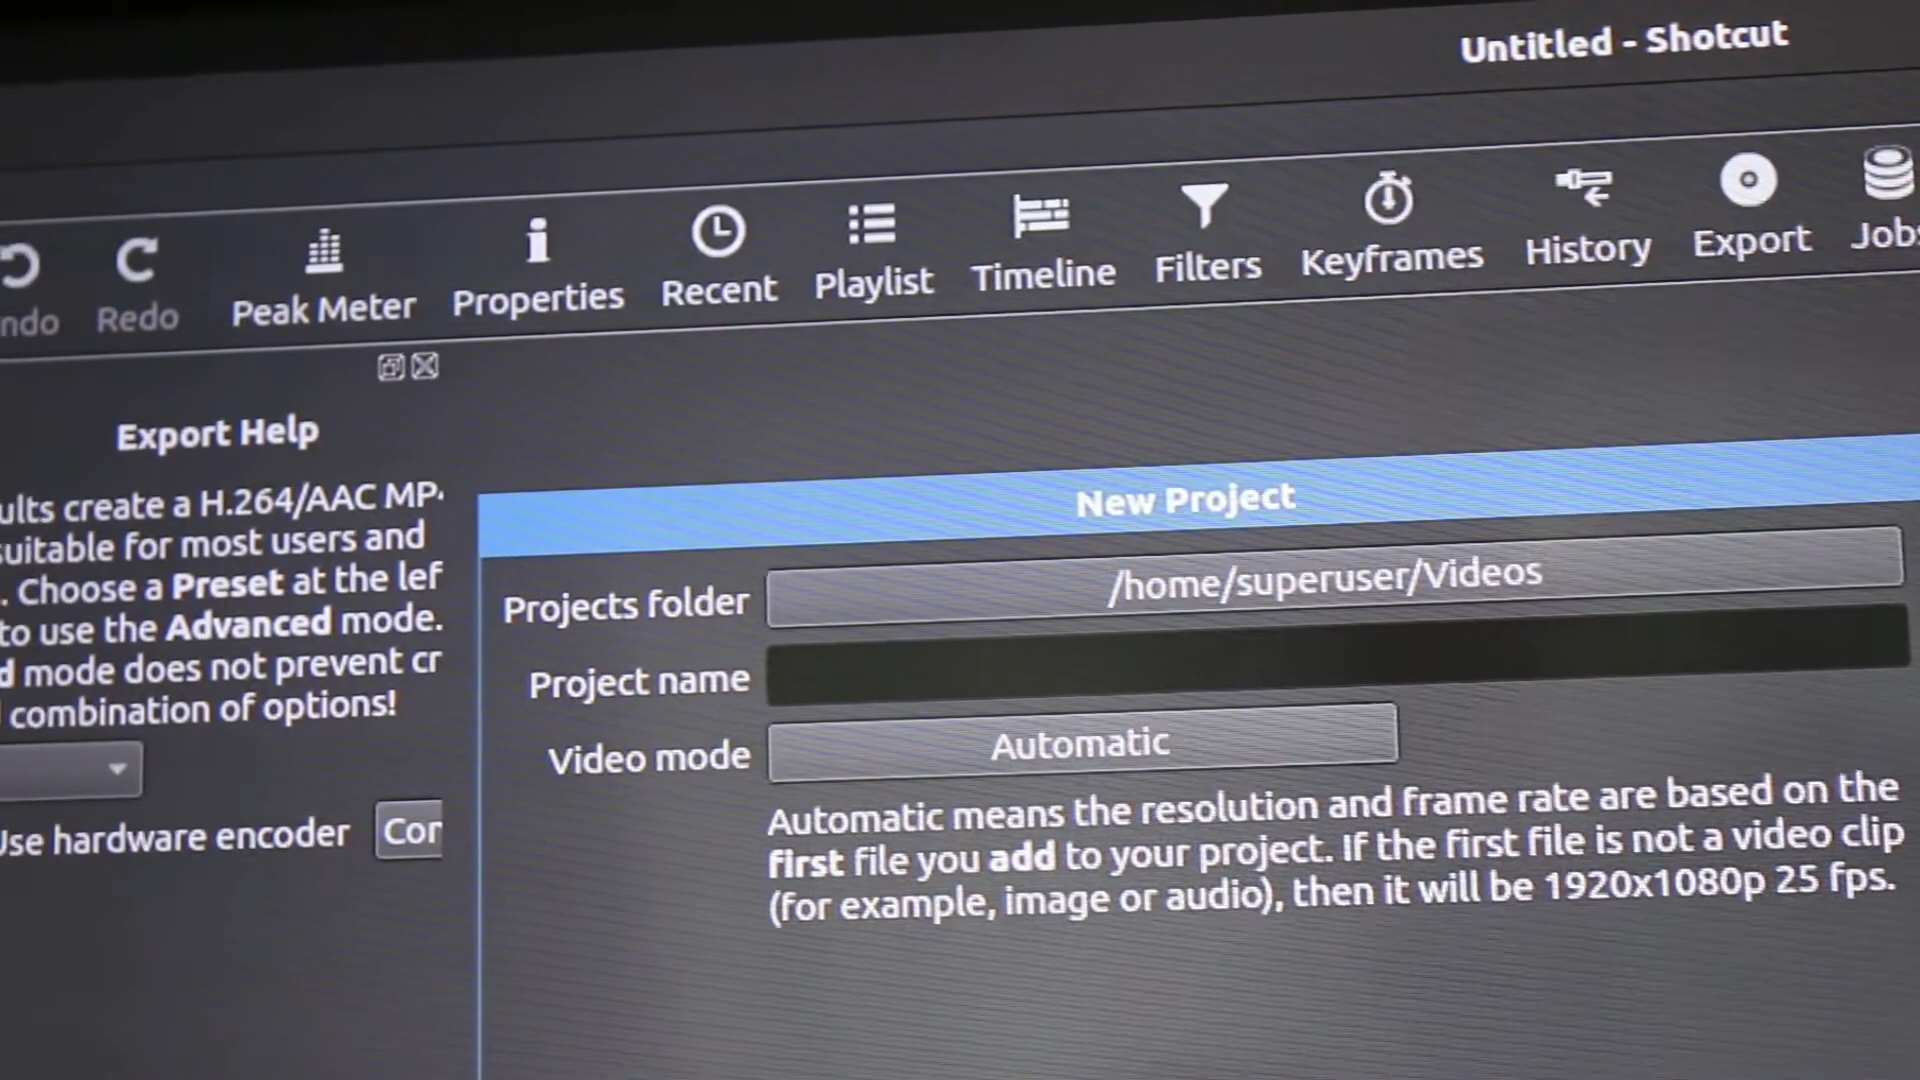 Untitled - Shotcut
ndo Redo Peak Meter Properties Recent Playlist Timeline Filters Keyframes History Export Jobs
Export Help
ults create a H.264/AAC MP4
suitable for most users and
. Choose a Preset at the lef
to use the Advanced mode.
d mode does not prevent cr
combination of options!
Use hardware encoder Cor
New Project
Projects folder /home/superuser/Videos
Project name
Video mode Automatic
Automatic means the resolution and frame rate are based on the
first file you add to your project. If the first file is not a video clip
(for example, image or audio), then it will be 1920x1080p 25 fps.